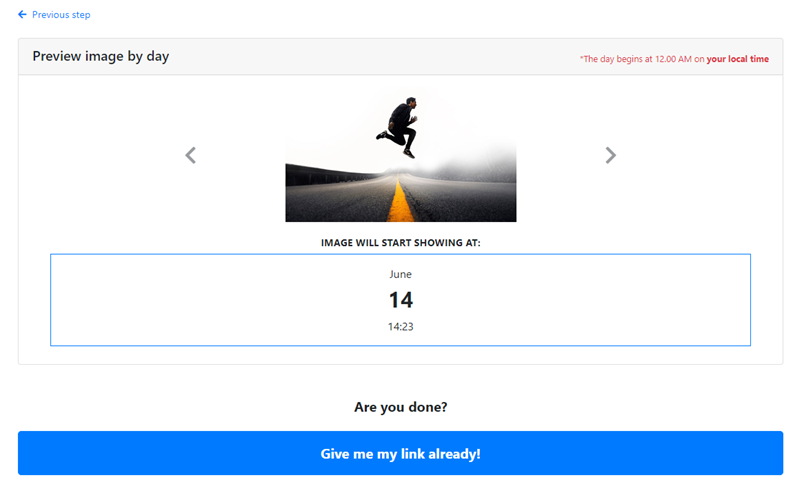 Previous step
Preview image by day
*The day begins at 12.00 AM on your local time
IMAGE WILL START SHOWING AT:
June
14
14:23
Are you done?
Give me my link already!